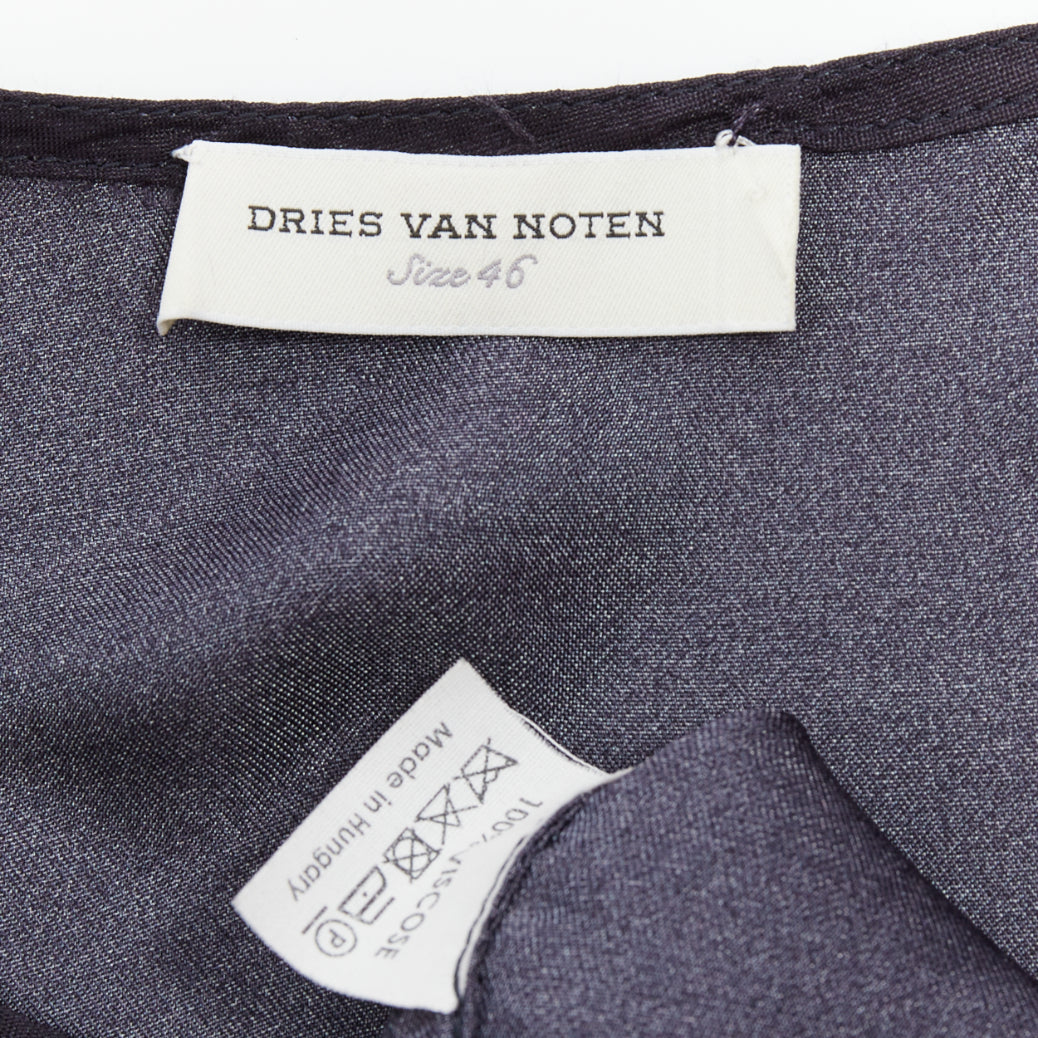 DRIES VAN NOTEN
Size 46
100% VISCOSE
P
Made in Hungary